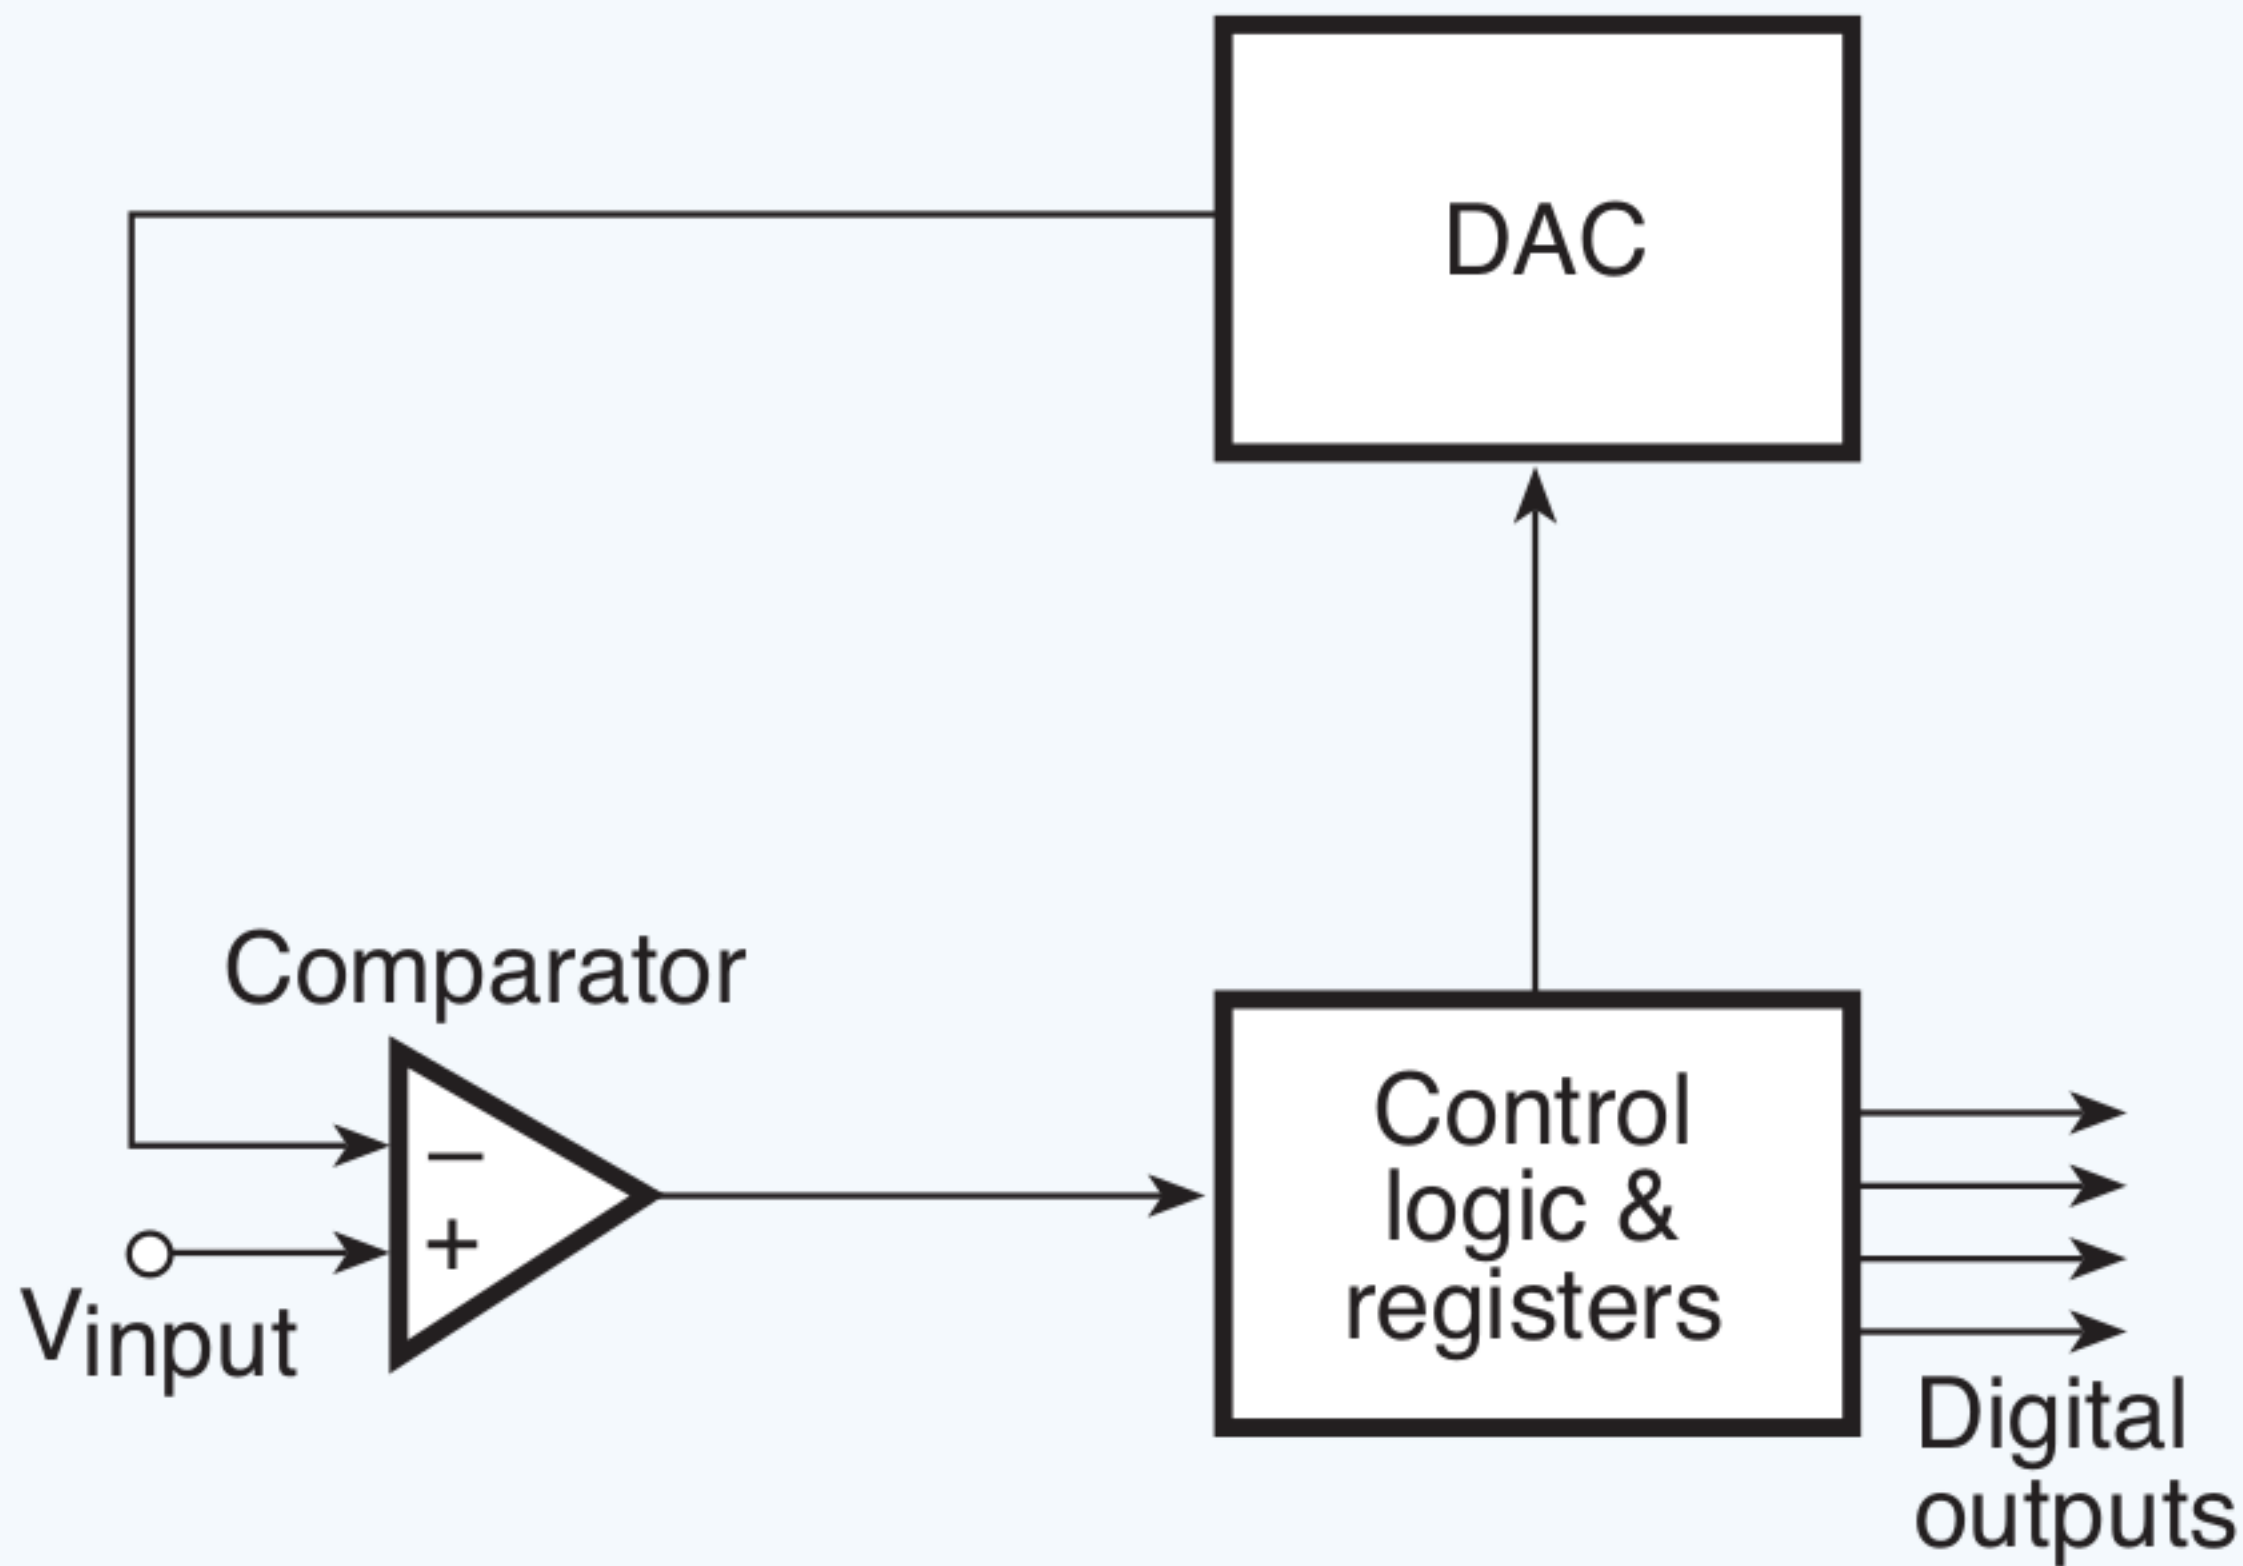 DAC
Comparator
−
+
Vinput
Control
logic &
registers
Digital
outputs